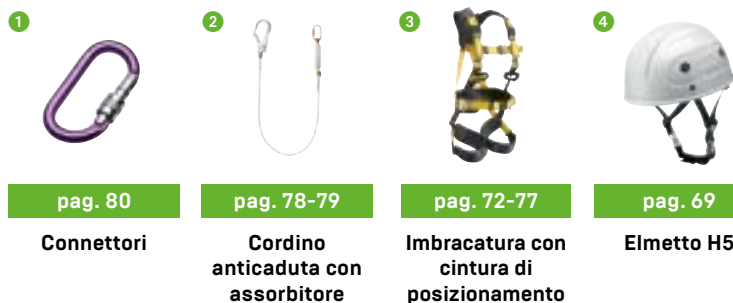 1
2
3
4
pag. 80
pag. 78-79
pag. 72-77
pag. 69
Connettori
Cordino
anticaduta con
assorbitore
Imbracatura con
cintura di
posizionamento
Elmetto H5